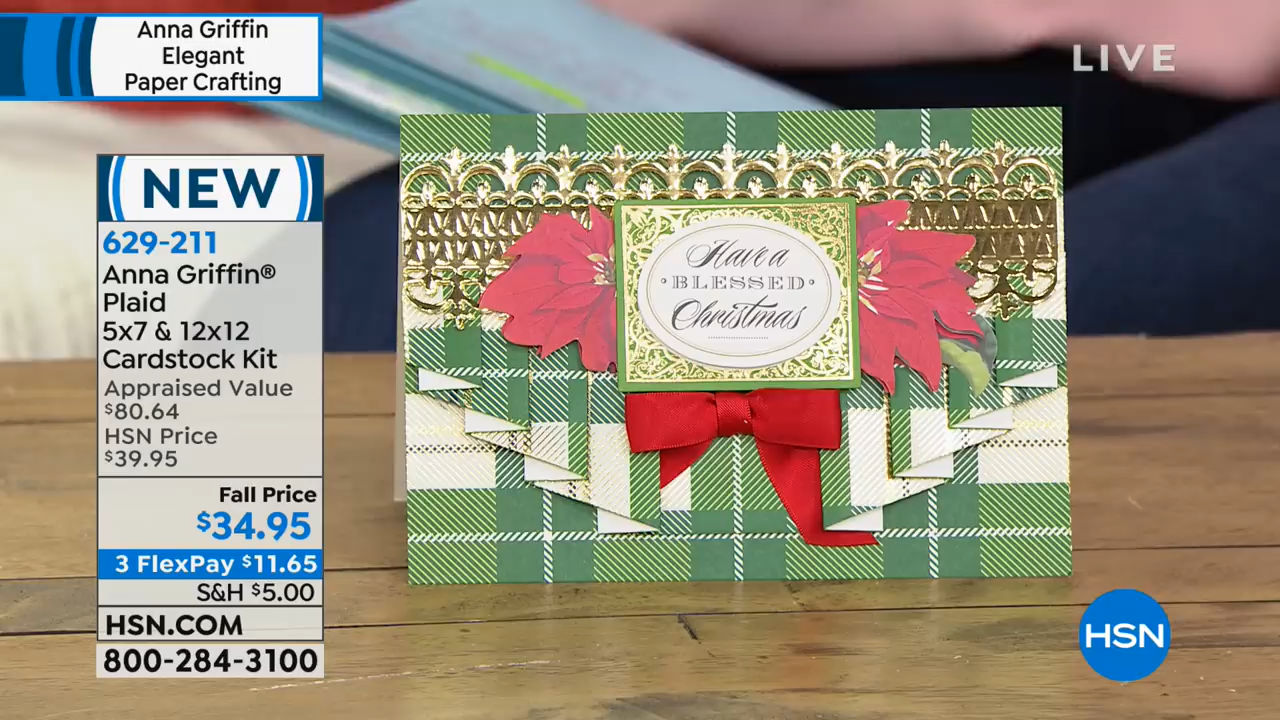 Anna Griffin
Elegant
Paper Crafting
LIVE
NEW
629-211
Anna Griffin®
Plaid
5x7 & 12x12
Cardstock Kit
Appraised Value
$80.64
HSN Price
$39.95
Fall Price
$34.95
3 FlexPay $11.65
S&H $5.00
HSN.COM
800-284-3100
Have a
BLESSED
Christmas
HSN